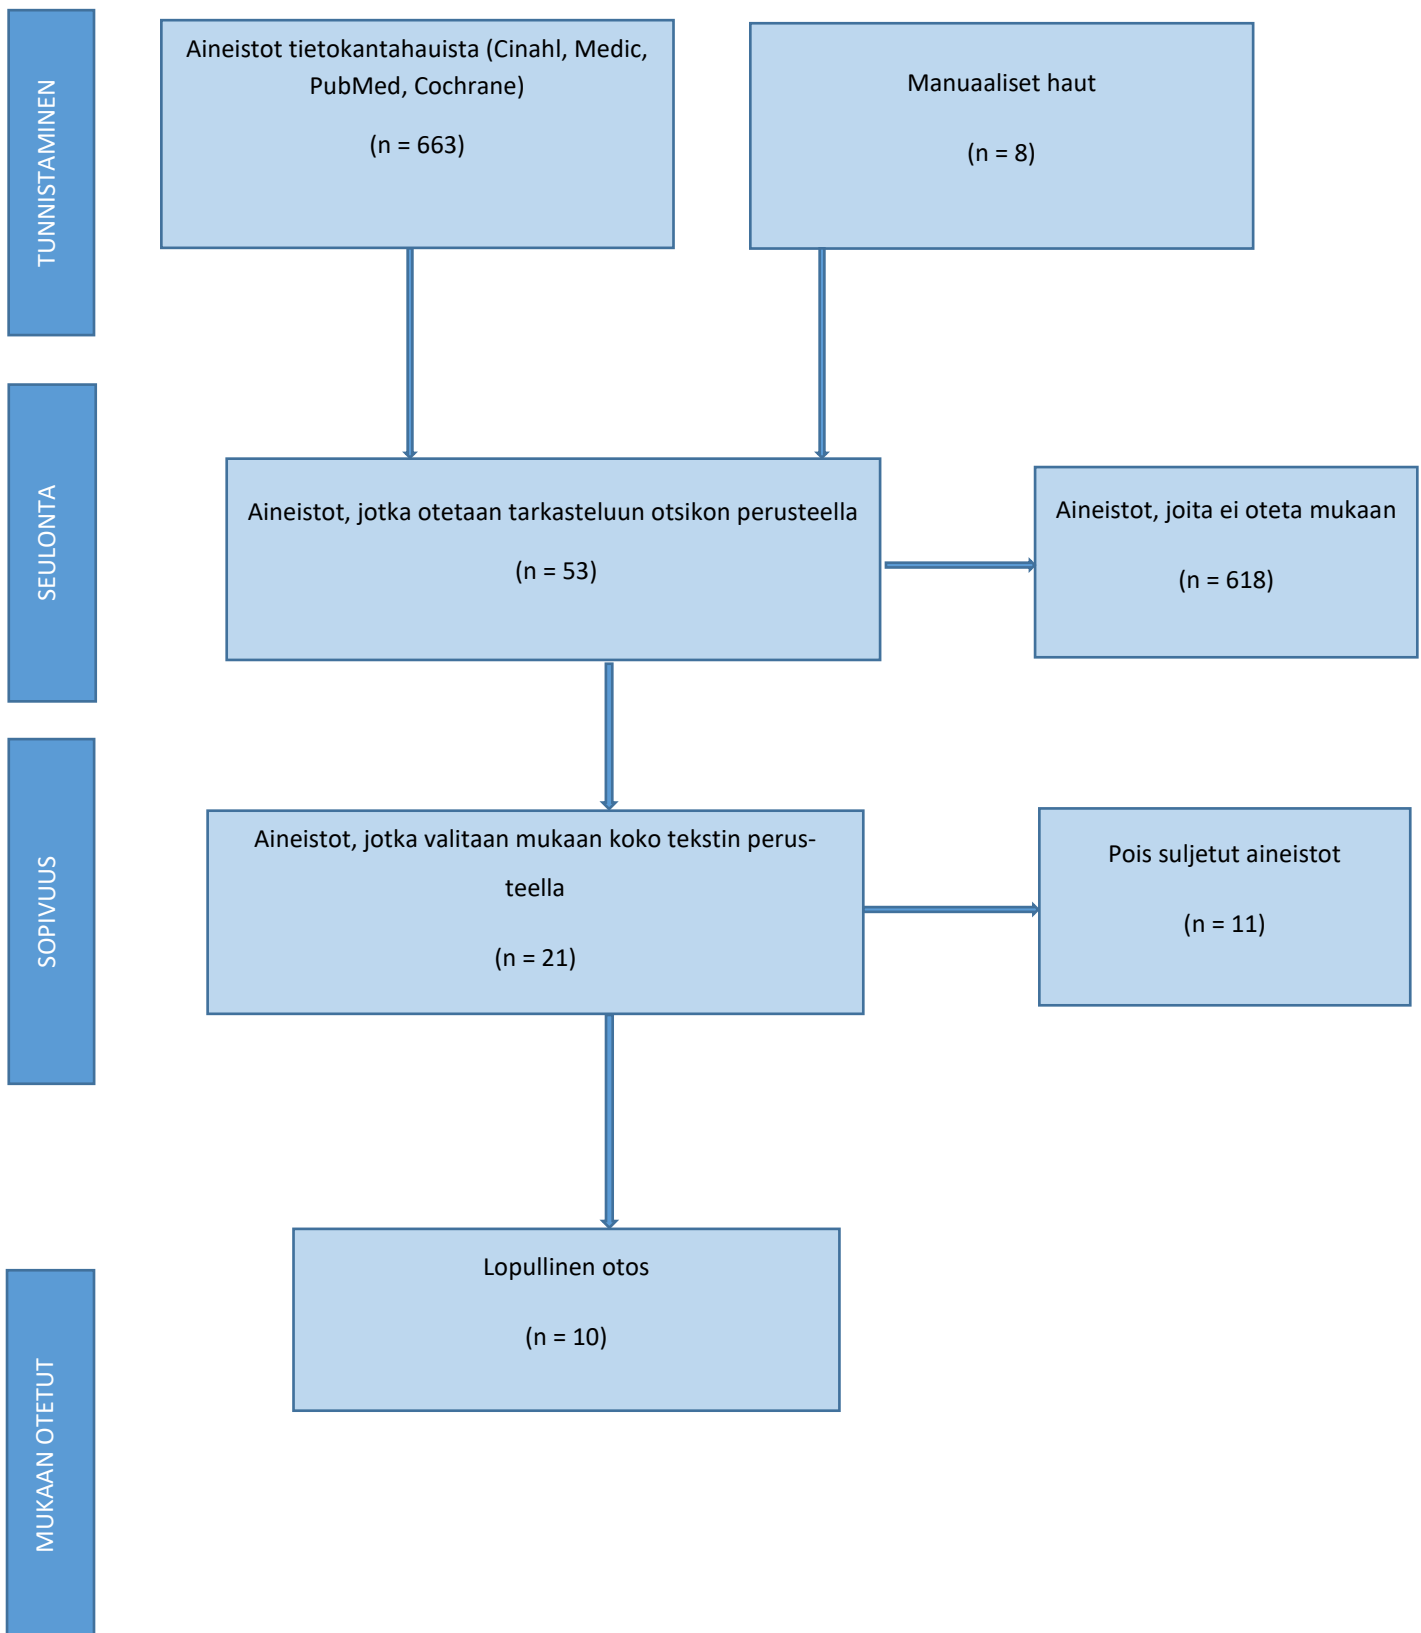 TUNNISTAMINEN
Aineistot tietokantahauista (Cinahl, Medic,
PubMed, Cochrane)
(n = 663)
Manuaaliset haut
(n = 8)
SEULONTA
Aineistot, jotka otetaan tarkasteluun otsikon perusteella
(n = 53)
Aineistot, joita ei oteta mukaan
(n = 618)
SOPIVUUS
Aineistot, jotka valitaan mukaan koko tekstin perus-
teella
(n = 21)
Pois suljetut aineistot
(n = 11)
MUKAAN OTETUT
Lopullinen otos
(n = 10)